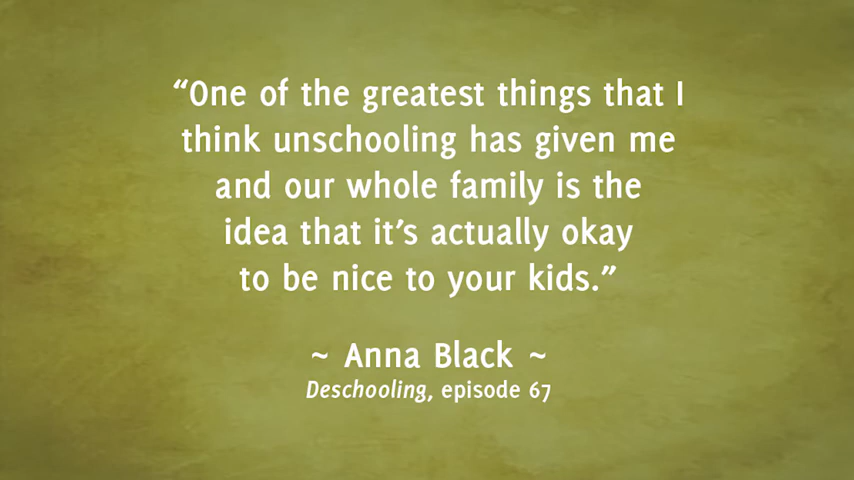 “One of the greatest things that I
think unschooling has given me
and our whole family is the
idea that it’s actually okay
to be nice to your kids.”
~ Anna Black ~
Deschooling, episode 67